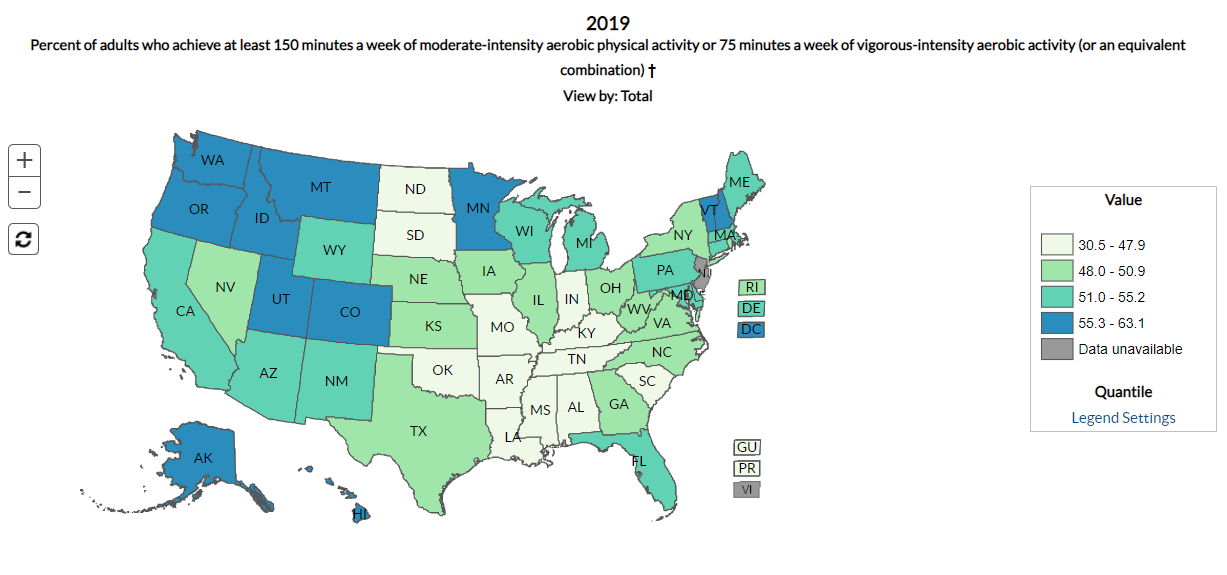 2019
Percent of adults who achieve at least 150 minutes a week of moderate-intensity aerobic physical activity or 75 minutes a week of vigorous-intensity aerobic activity (or an equivalent
combination) †
View by: Total
+
−
WA
MT
ND
MN
ME
OR
ID
SD
WI
MI
VT
NY
MA
WY
IA
PA
NV
NE
IL
IN
OH
NJ
RI
CA
UT
CO
KS
MO
KY
WV
VA
MD
DE
DC
AZ
NM
OK
AR
TN
NC
SC
TX
LA
MS
AL
GA
FL
AK
HI
GU
PR
VI
Value
30.5 - 47.9
48.0 - 50.9
51.0 - 55.2
55.3 - 63.1
Data unavailable
Quantile
Legend Settings